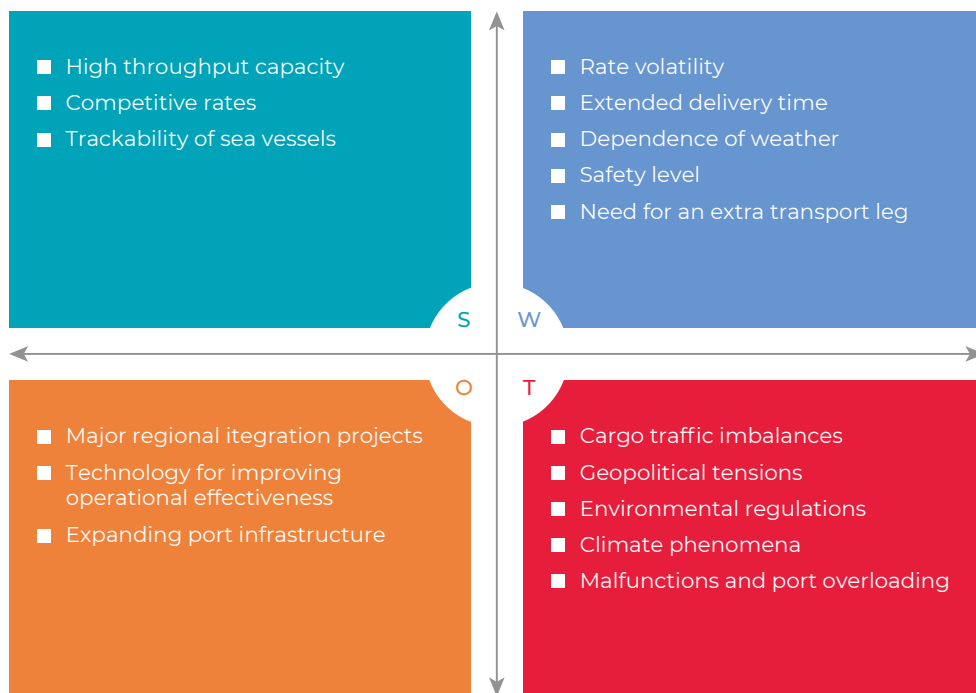 High throughput capacity
Competitive rates
Trackability of sea vessels
S
Rate volatility
Extended delivery time
Dependence of weather
Safety level
Need for an extra transport leg
W
O
Major regional itegration projects
Technology for improving
operational effectiveness
Expanding port infrastructure
T
Cargo traffic imbalances
Geopolitical tensions
Environmental regulations
Climate phenomena
Malfunctions and port overloading